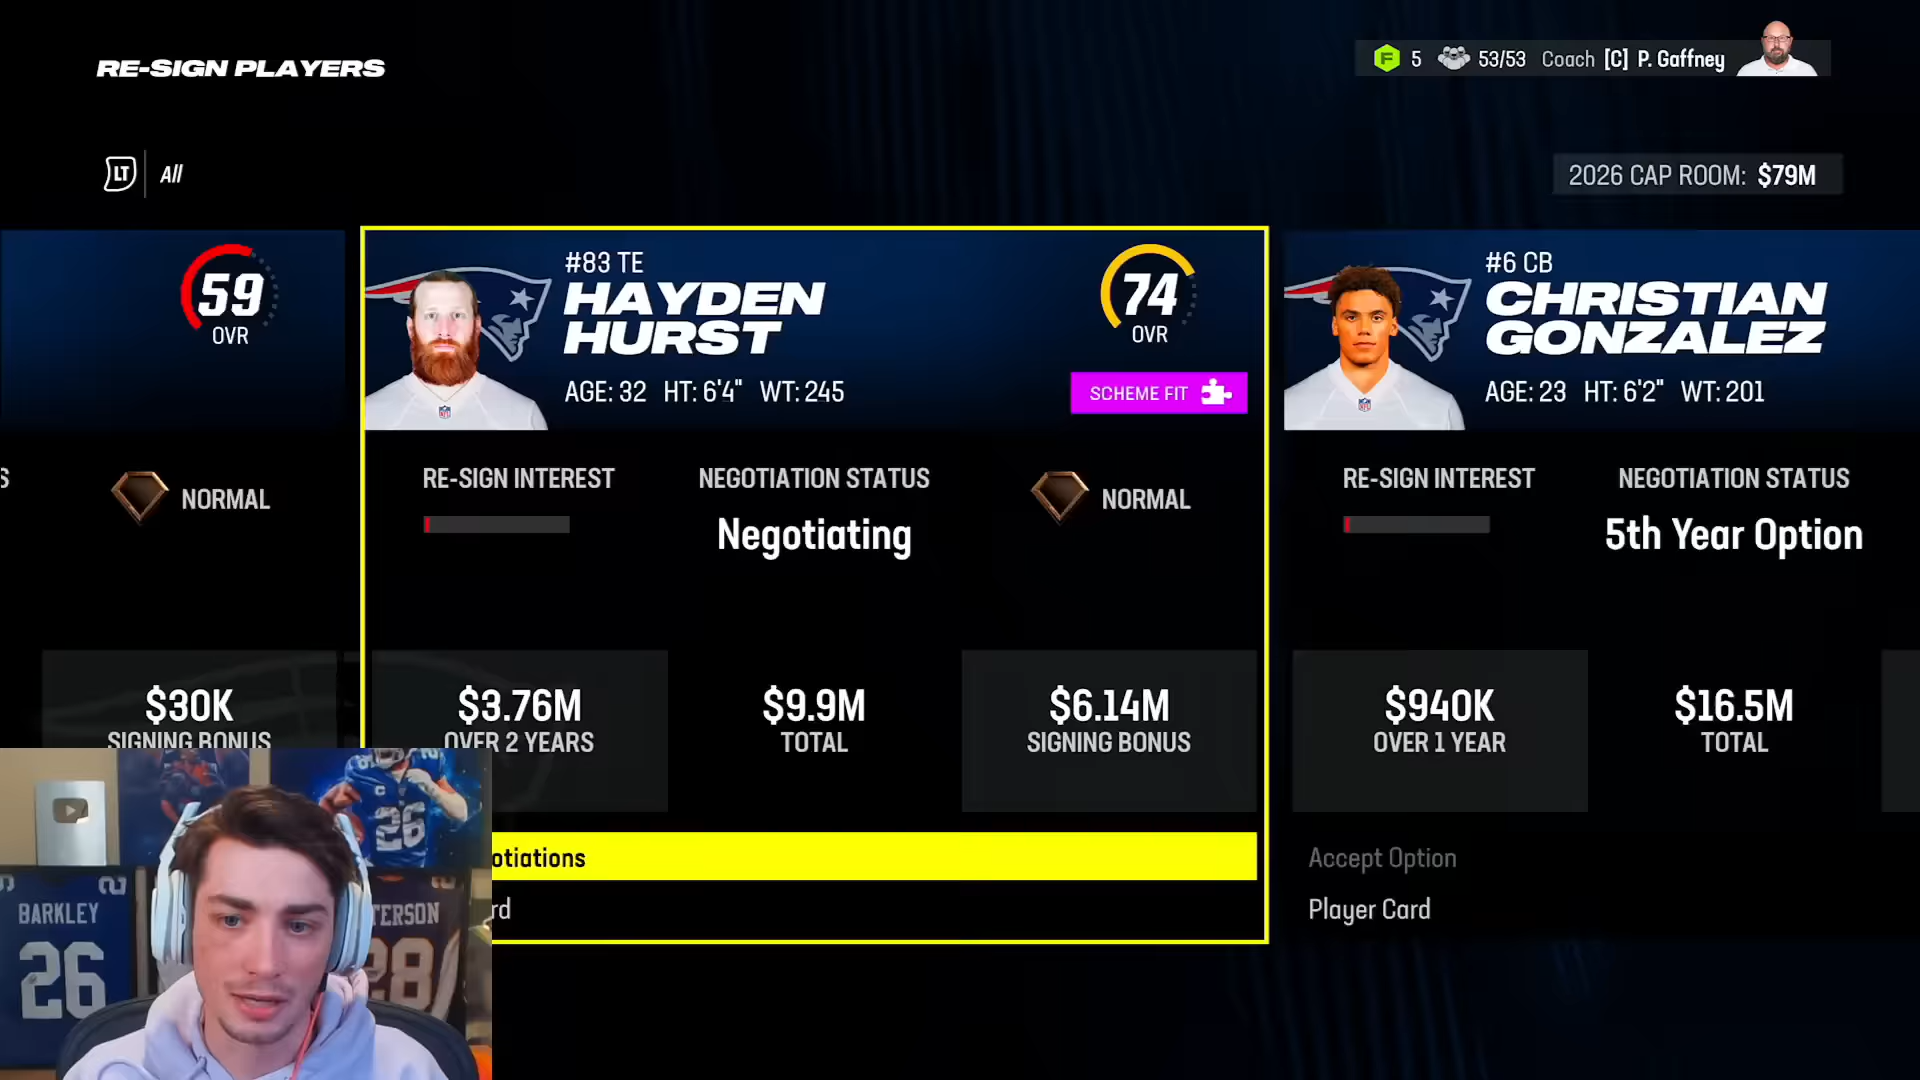 RE-SIGN PLAYERS
5 53/53 Coach [C] P. Gaffney
LT All
2026 CAP ROOM: $79M
59
OVR
S
NORMAL
$30K
SIGNING BONUS
#83 TE
HAYDEN
HURST
74
OVR
AGE: 32 HT: 6'4" WT: 245
SCHEME FIT
RE-SIGN INTEREST
NEGOTIATION STATUS
Negotiating
NORMAL
$3.76M
OVER 2 YEARS
$9.9M
TOTAL
$6.14M
SIGNING BONUS
otiations
rd
#6 CB
CHRISTIAN
GONZALEZ
AGE: 23 HT: 6'2" WT: 201
RE-SIGN INTEREST
NEGOTIATION STATUS
5th Year Option
$940K
OVER 1 YEAR
$16.5M
TOTAL
Accept Option
Player Card
26
BARKLEY
26
TERSON
28